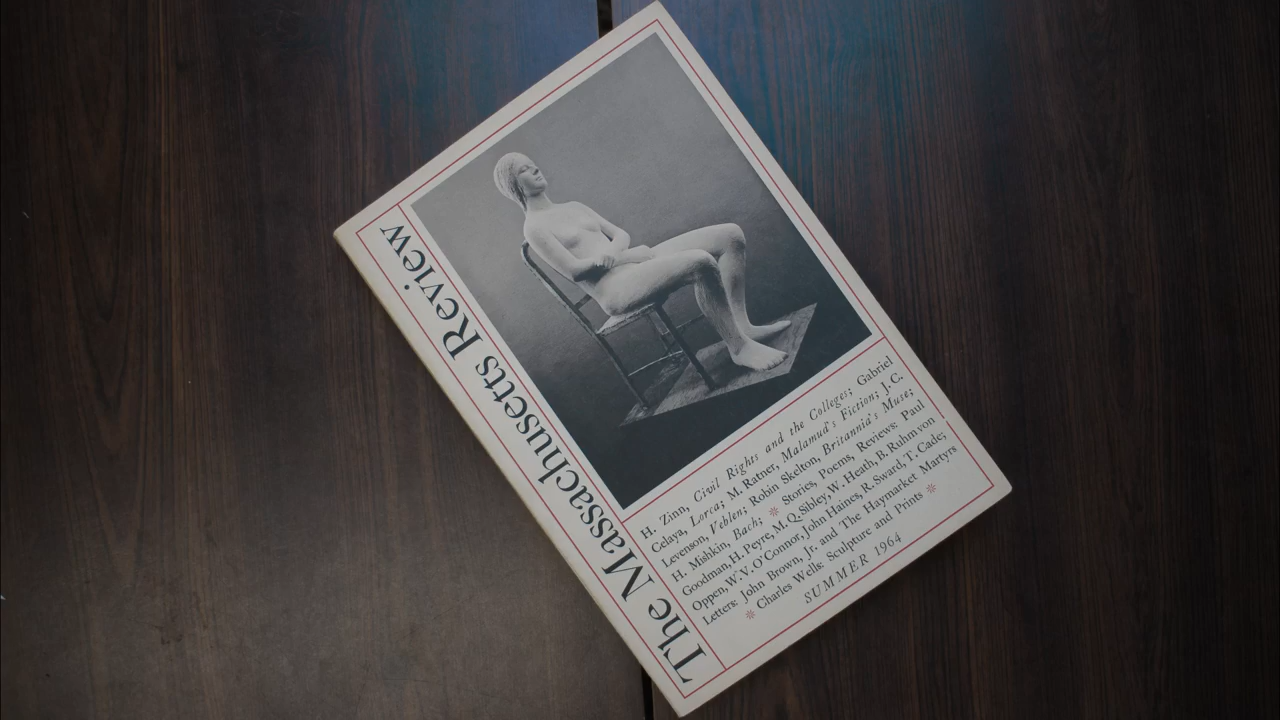 The Massachusetts Review
H. Zinn, Civil Rights and the Colleges; Gabriel
Celaya, Lorca; M. Ratner, Malamud's Fiction; J. C.
Levenson, Veblen; Robin Skelton, Britannia's Muse;
H. Mishkin, Bach; ❊ Stories, Poems, Reviews: Paul
Goodman, H. Peyre, M. Q. Sibley, W. Heath, B. Ruhm von
Oppen, W. V. O'Connor, John Haines, R. Sward, T. Cade;
Letters: John Brown, Jr. and The Haymarket Martyrs
❊ Charles Wells: Sculpture and Prints ❊
SUMMER 1964